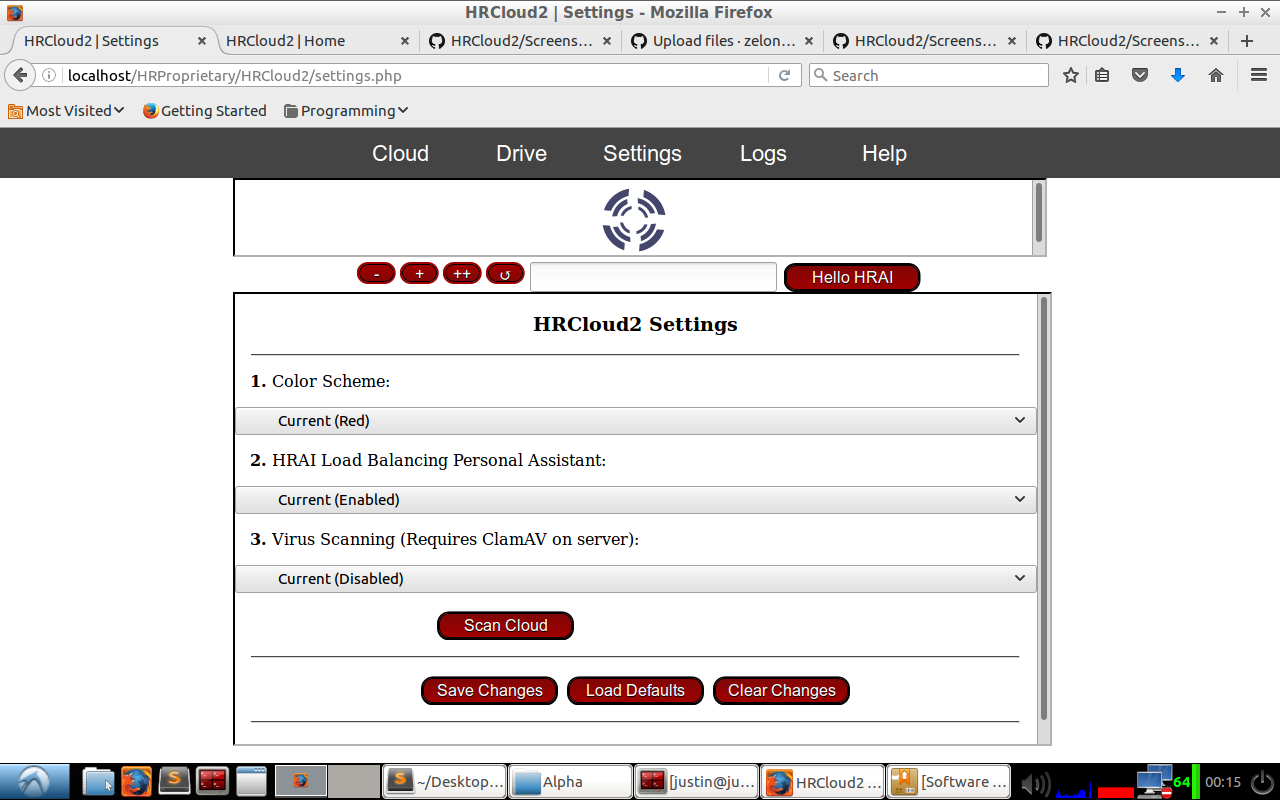 HRCloud2 | Settings - Mozilla Firefox
HRCloud2 | Settings
HRCloud2 | Home
HRCloud2/Screens...
Upload files · zelon...
HRCloud2/Screens...
HRCloud2/Screens...
localhost/HRProprietary/HRCloud2/settings.php
Search
Most Visited
Getting Started
Programming
Cloud
Drive
Settings
Logs
Help
-
+
++
↺
Hello HRAI
HRCloud2 Settings
1. Color Scheme:
Current (Red)
2. HRAI Load Balancing Personal Assistant:
Current (Enabled)
3. Virus Scanning (Requires ClamAV on server):
Current (Disabled)
Scan Cloud
Save Changes
Load Defaults
Clear Changes
~/Desktop...
Alpha
[justin@ju...
HRCloud2 ...
[Software ...
64
00:15